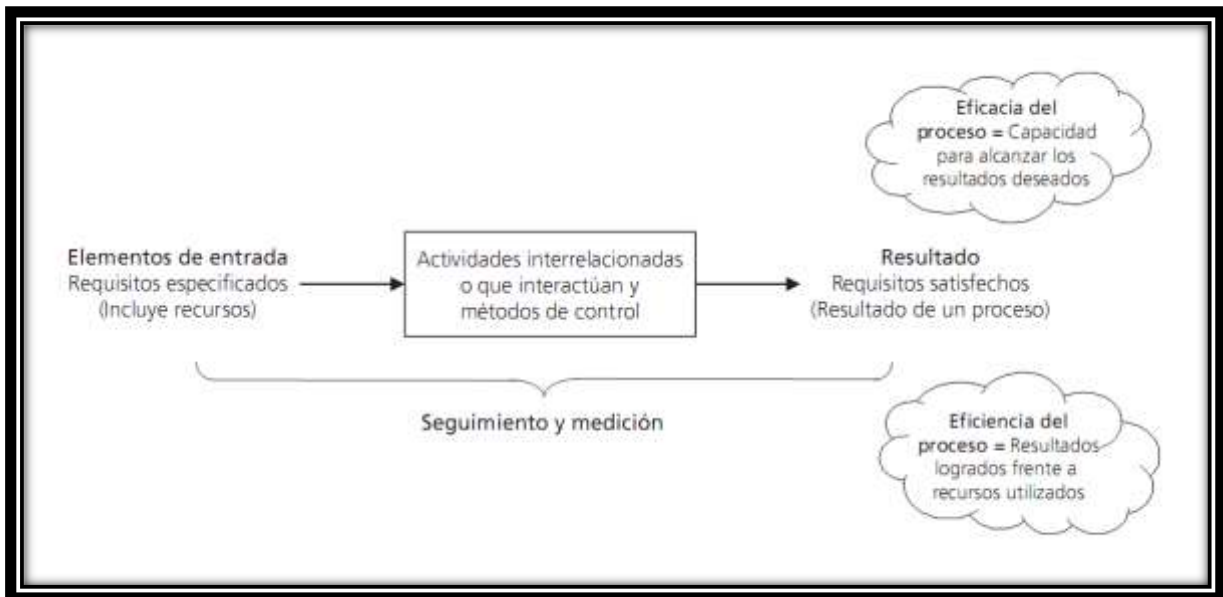 Eficacia del
proceso = Capacidad
para alcanzar los
resultados deseados
Elementos de entrada
Requisitos especificados
(Incluye recursos)
Actividades interrelacionadas
o que interactúan y
métodos de control
Resultado
Requisitos satisfechos
(Resultado de un proceso)
Seguimiento y medición
Eficiencia del
proceso = Resultados
logrados frente a
recursos utilizados